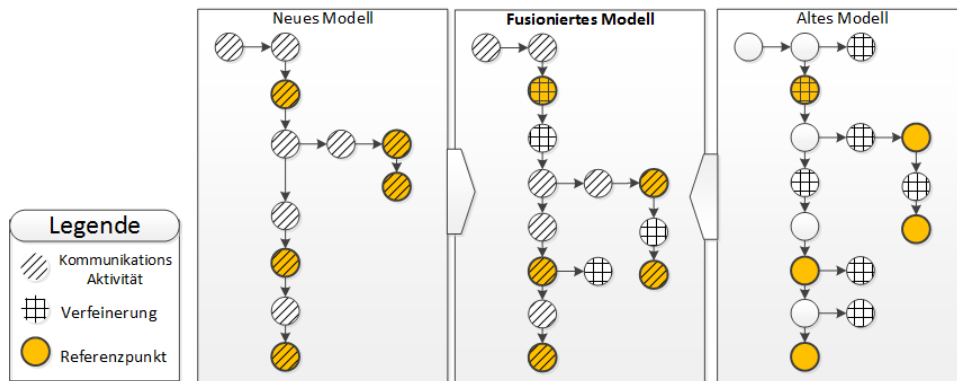 Neues Modell
Fusioniertes Modell
Altes Modell
Legende
Kommunikations
Aktivität
Verfeinerung
Referenzpunkt